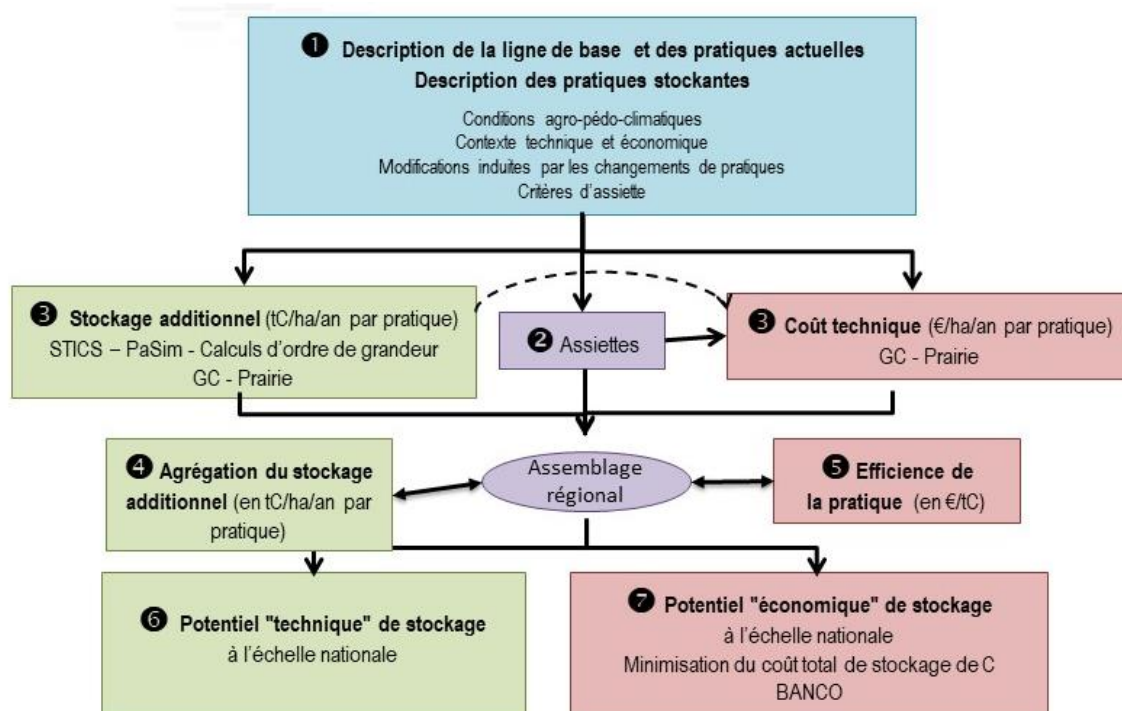 ❶ Description de la ligne de base et des pratiques actuelles
Description des pratiques stockantes
Conditions agro-pédo-climatiques
Contexte technique et économique
Modifications induites par les changements de pratiques
Critères d’assiette
❸ Stockage additionnel (tC/ha/an par pratique)
STICS – PaSim - Calculs d’ordre de grandeur
GC - Prairie
❷ Assiettes
❸ Coût technique (€/ha/an par pratique)
GC - Prairie
❹ Agrégation du stockage
additionnel (en tC/ha/an par
pratique)
Assemblage
régional
❺ Efficience de
la pratique (en €/tC)
❻ Potentiel "technique" de stockage
à l’échelle nationale
❼ Potentiel "économique" de stockage
à l’échelle nationale
Minimisation du coût total de stockage de C
BANCO